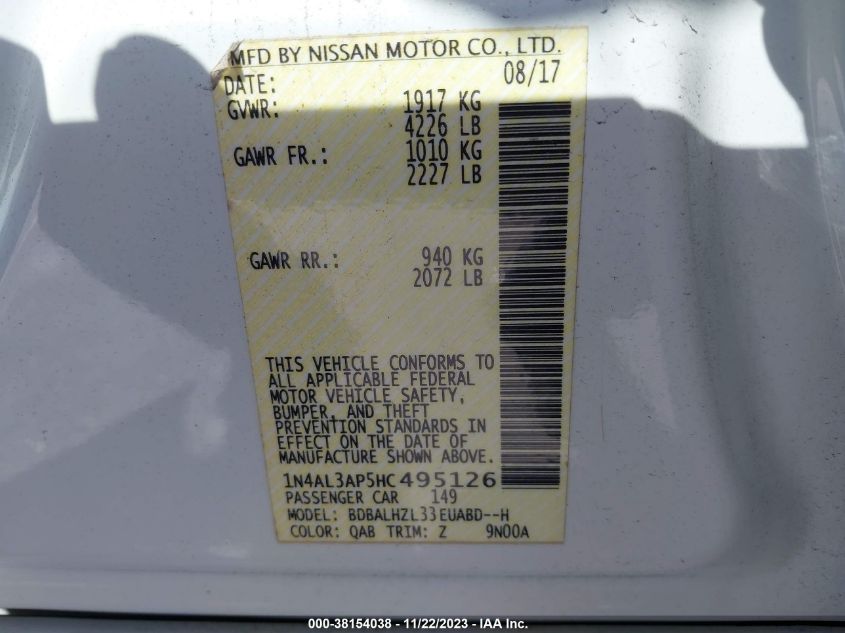 MFD BY NISSAN MOTOR CO., LTD.
DATE: 08/17
GVWR: 1917 KG
4226 LB
GAWR FR.: 1010 KG
2227 LB
GAWR RR.: 940 KG
2072 LB
THIS VEHICLE CONFORMS TO
ALL APPLICABLE FEDERAL
MOTOR VEHICLE SAFETY,
BUMPER, AND THEFT
PREVENTION STANDARDS IN
EFFECT ON THE DATE OF
MANUFACTURE SHOWN ABOVE.
1N4AL3AP5HC495126
PASSENGER CAR 149
MODEL: BDBALHZL33EUABD--H
COLOR: QAB TRIM: Z 9N00A
000-38154038 - 11/22/2023 - IAA Inc.